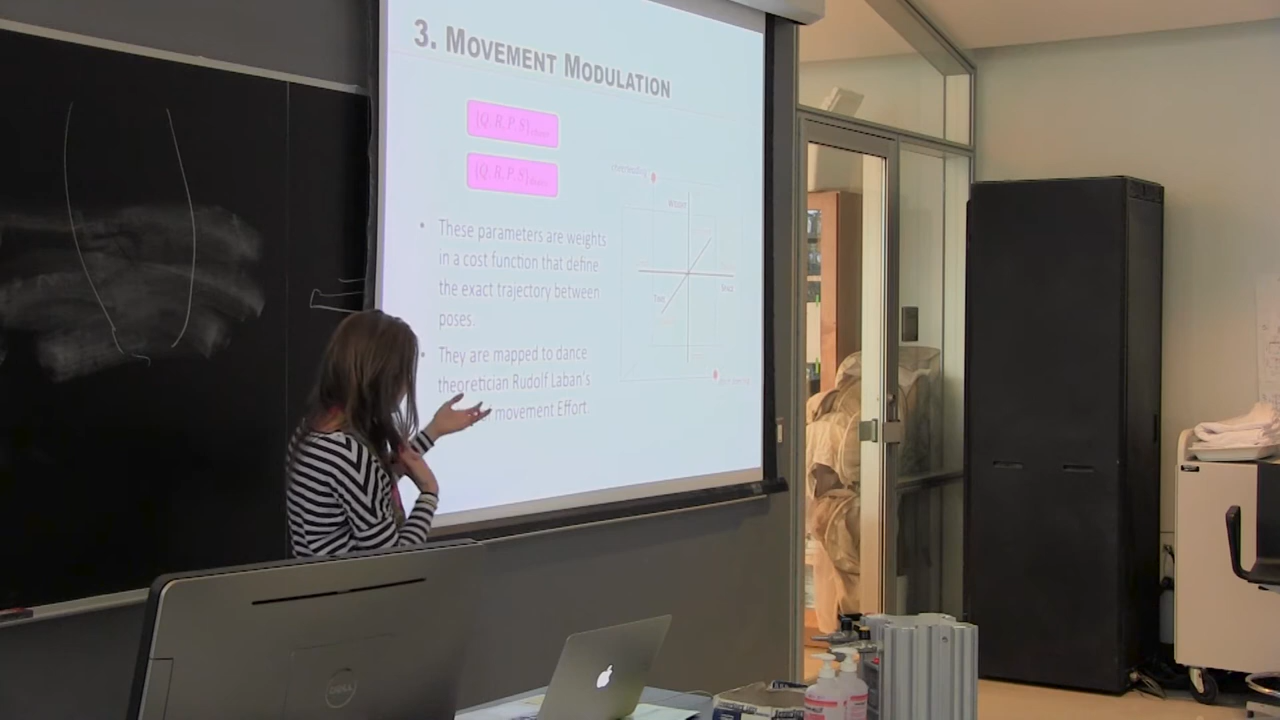 3. MOVEMENT MODULATION
[Q, R, P, S]
[Q, R, P, S]
• These parameters are weights
in a cost function that define
the exact trajectory between
poses.
• They are mapped to dance
theoretician Rudolf Laban's
movement Effort.
DELL